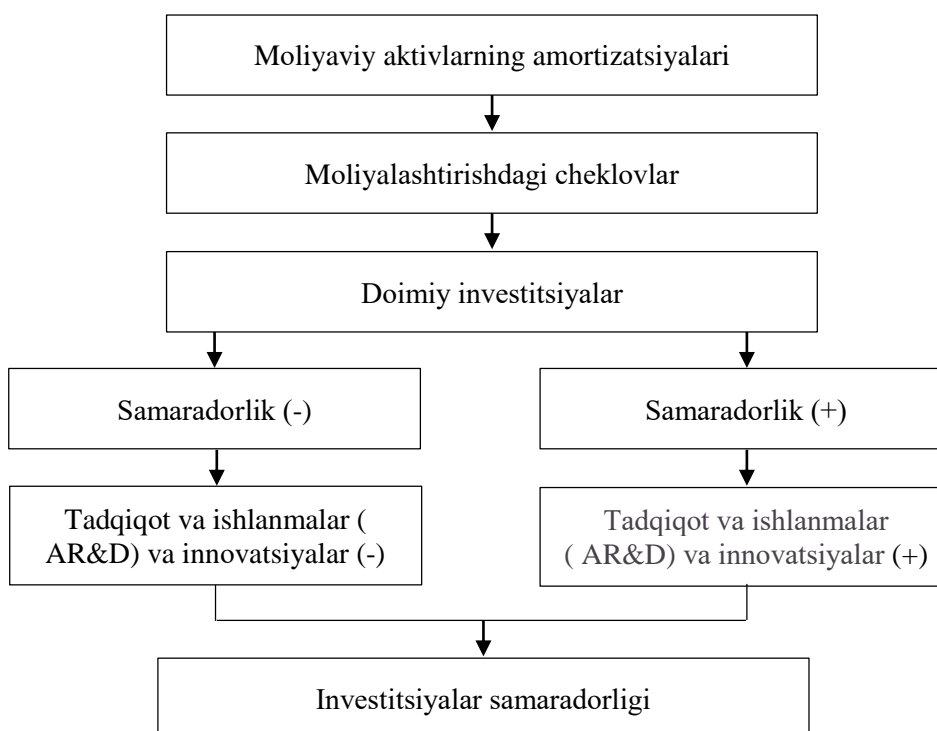 Moliyaviy aktivlarning amortizatsiyalari
Moliyalashtirishdagi cheklovlar
Doimiy investitsiyalar
Samaradorlik (-)
Samaradorlik (+)
Tadqiqot va ishlanmalar (
AR&D) va innovatsiyalar (-)
Tadqiqot va ishlanmalar
( AR&D) va innovatsiyalar (+)
Investitsiyalar samaradorligi